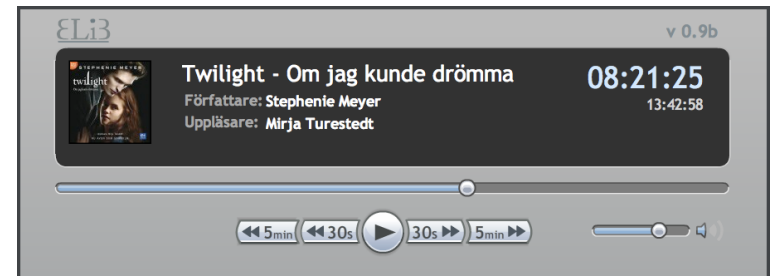 ELiB
v 0.9b
STEPHENIE MEYER
twilight
Twilight - Om jag kunde drömma
Författare: Stephenie Meyer
Uppläsare: Mirja Turestedt
08:21:25
13:42:58
5min
30s
30s
5min